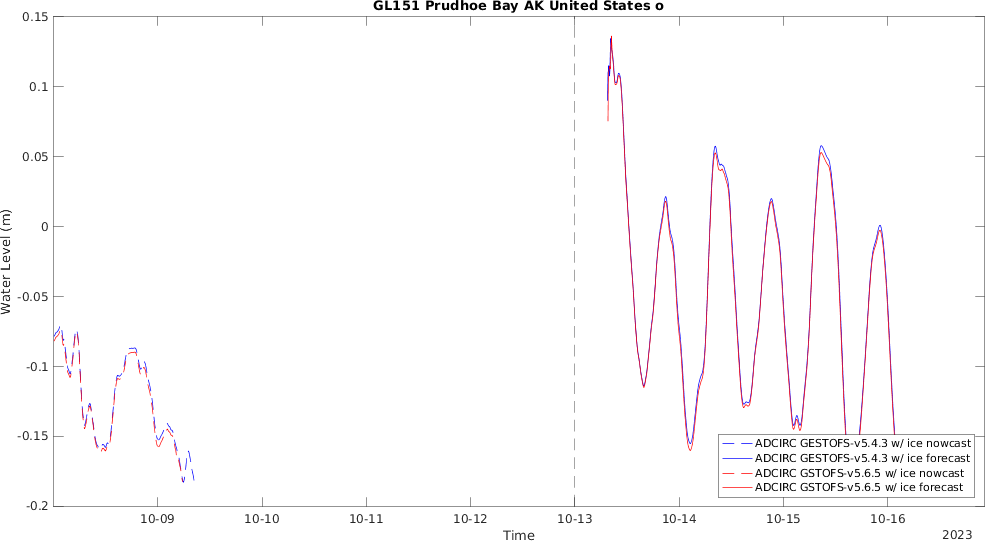 GL151 Prudhoe Bay AK United States o
0.15
0.1
0.05
0
-0.05
-0.1
-0.15
-0.2
Water Level (m)
10-09
10-10
10-11
10-12
10-13
10-14
10-15
10-16
Time
2023
ADCIRC GESTOFS-v5.4.3 w/ ice nowcast
ADCIRC GESTOFS-v5.4.3 w/ ice forecast
ADCIRC GSTOFS-v5.6.5 w/ ice nowcast
ADCIRC GSTOFS-v5.6.5 w/ ice forecast